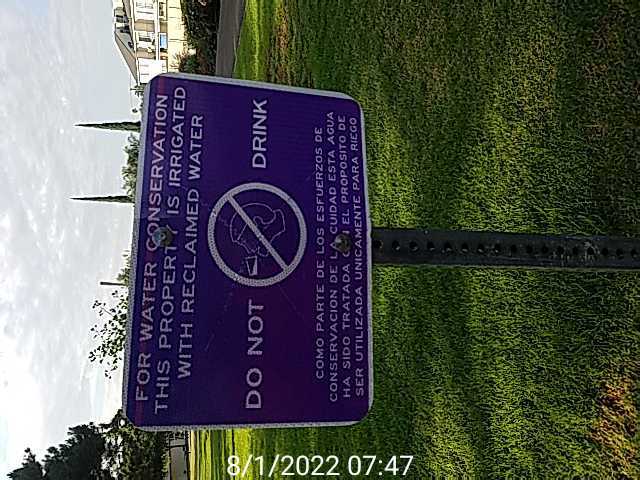 FOR WATER CONSERVATION
THIS PROPERTY IS IRRIGATED
WITH RECLAIMED WATER
DO NOT DRINK
COMO PARTE DE LOS ESFUERZOS DE
CONSERVACION DE LA CUIDAD ESTA AGUA
HA SIDO TRATADA CON EL PROPOSITO DE
SER UTILIZADA UNICAMENTE PARA RIEGO
8/1/2022 07:47